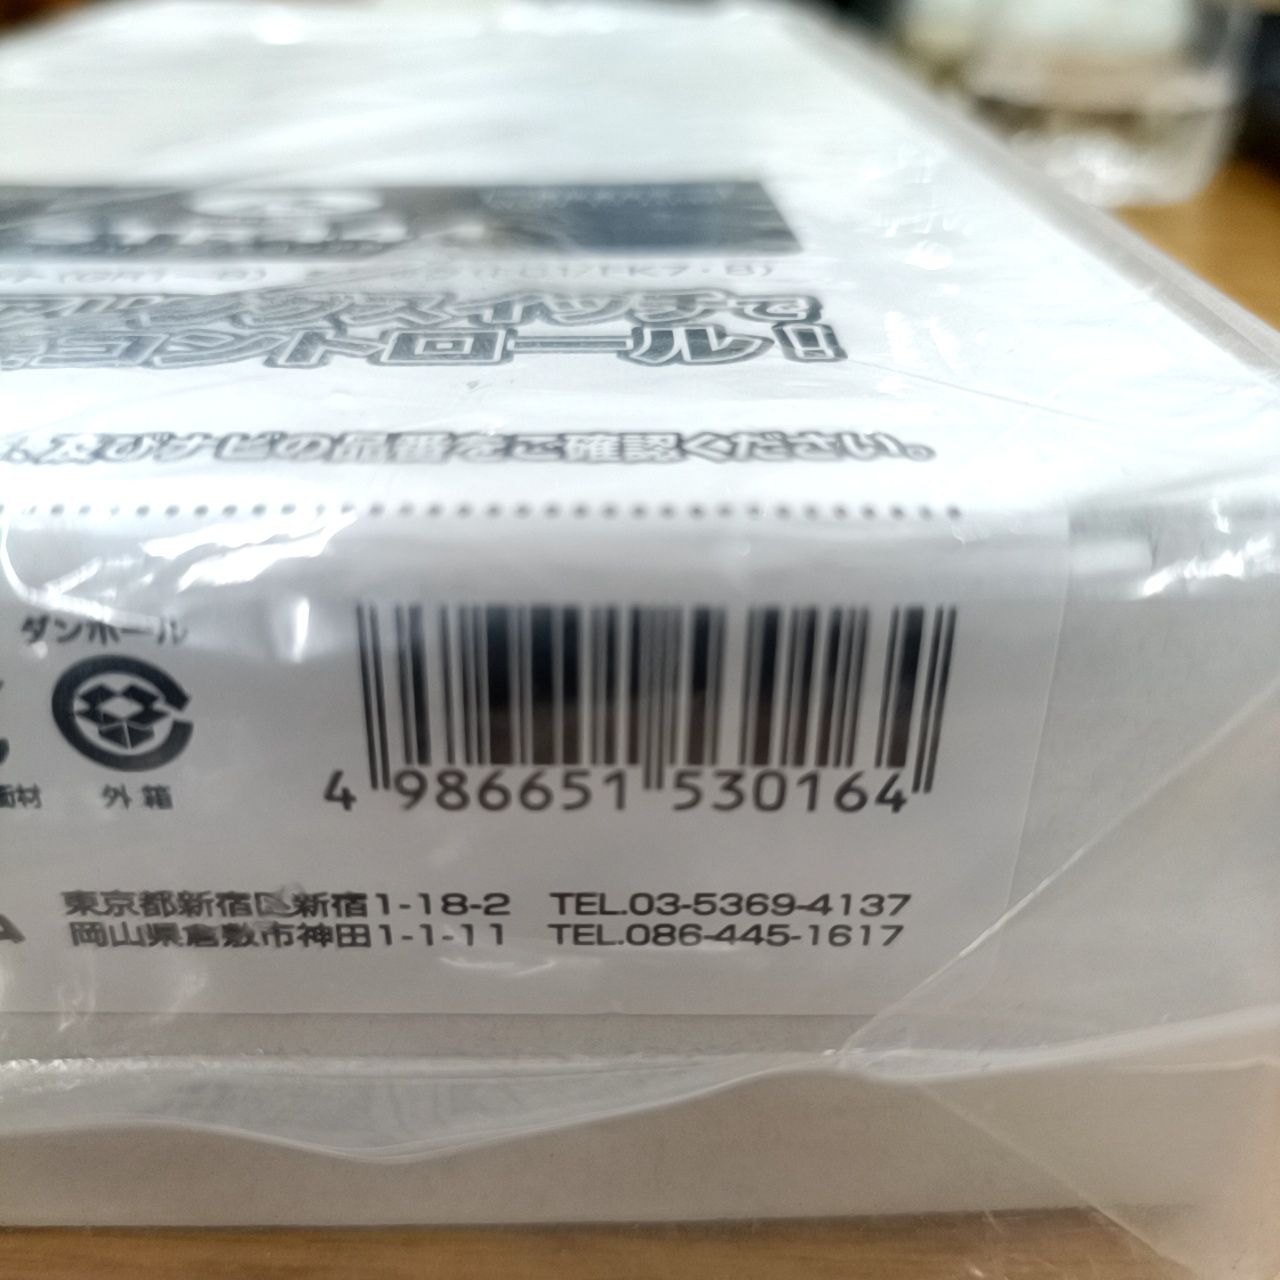 スイッチで
コントロール!!
及びナビの品番をご確認ください。
ダンボール
外箱
4 986651 530164
東京都新宿区新宿1-18-2 TEL.03-5369-4137
岡山県倉敷市神田1-1-11 TEL.086-445-1617